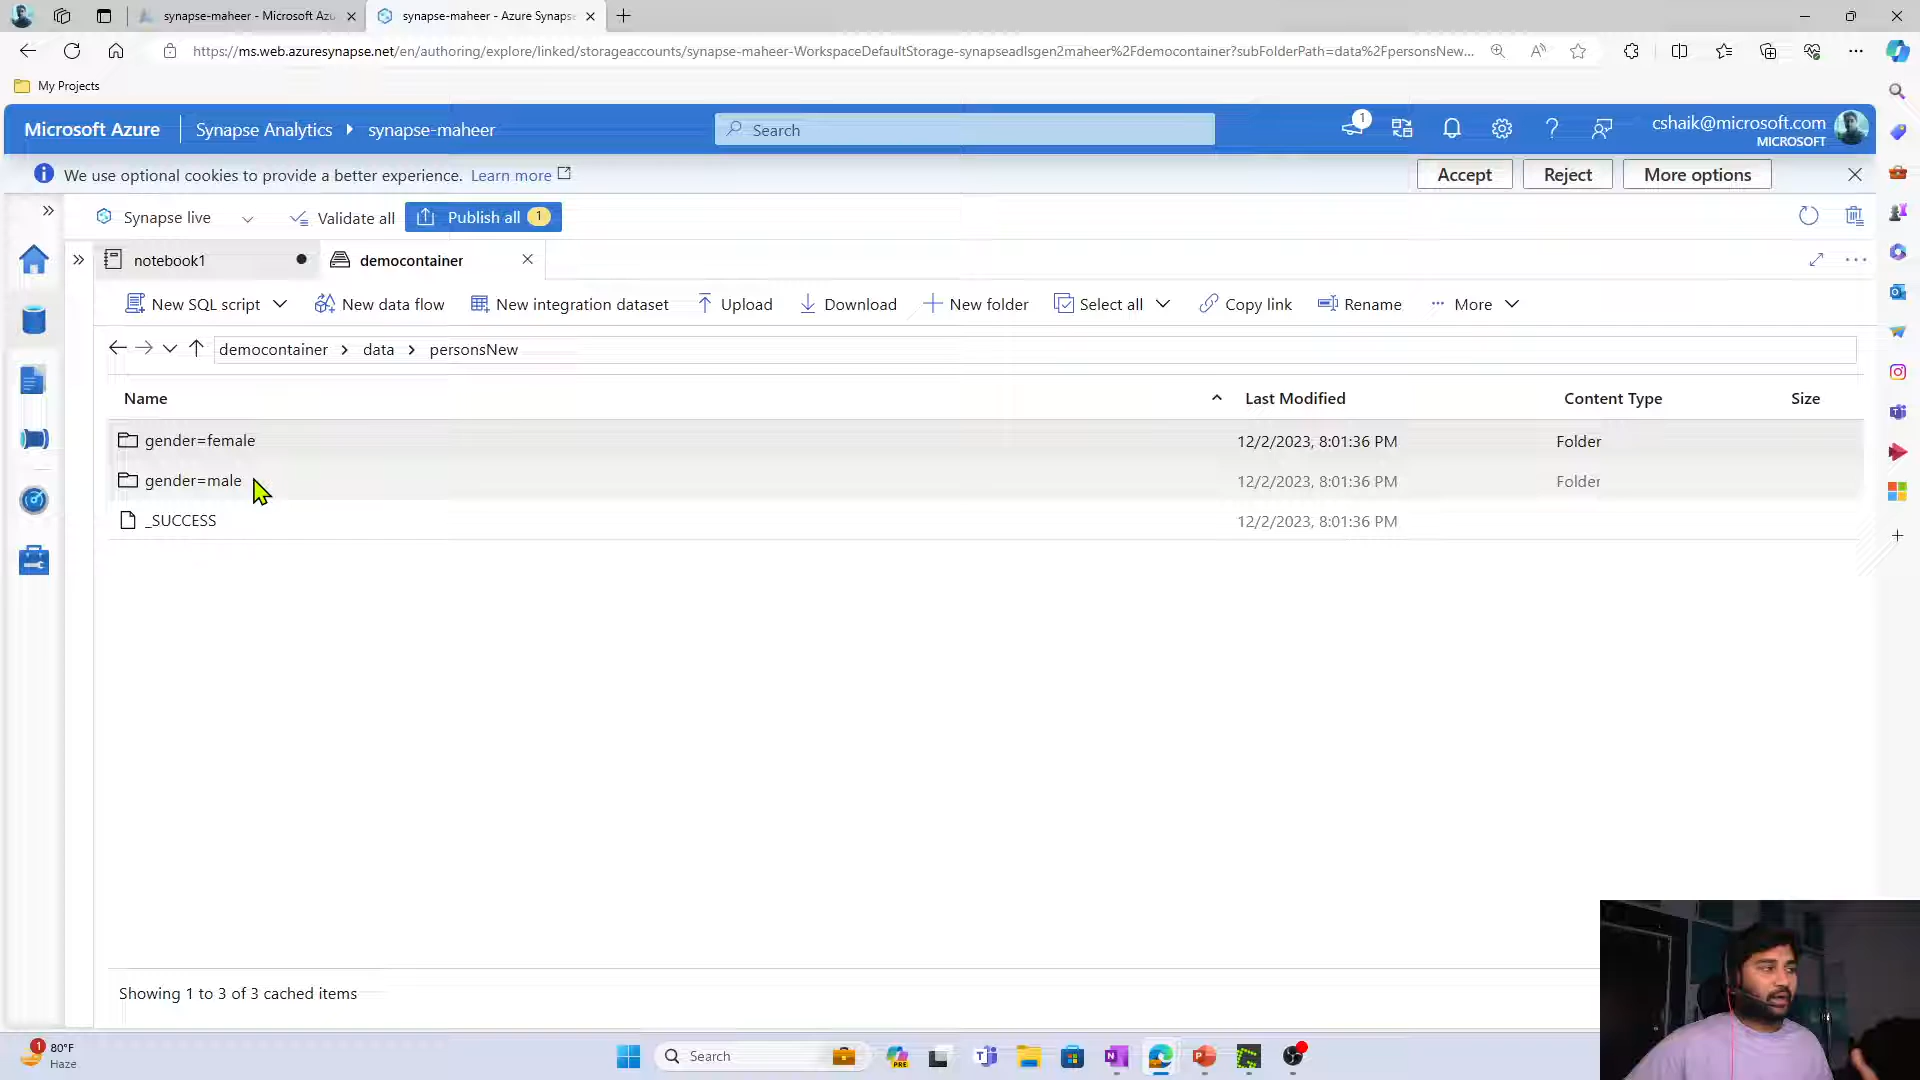 synapse-maheer - Microsoft Azu
synapse-maheer - Azure Synaps
https://ms.web.azuresynapse.net/en/authoring/explore/linked/storageaccounts/synapse-maheer-WorkspaceDefaultStorage-synapseadlsgen2maheer%2Fdemocontainer?subFolderPath=data%2FpersonsNew...
My Projects
Microsoft Azure
Synapse Analytics
synapse-maheer
Search
1
cshaik@microsoft.com
MICROSOFT
We use optional cookies to provide a better experience. Learn more
Accept
Reject
More options
Synapse live
Validate all
Publish all 1
notebook1
democontainer
New SQL script
New data flow
New integration dataset
Upload
Download
New folder
Select all
Copy link
Rename
More
democontainer
data
personsNew
Name
Last Modified
Content Type
Size
gender=female
12/2/2023, 8:01:36 PM
Folder
gender=male
12/2/2023, 8:01:36 PM
Folder
_SUCCESS
12/2/2023, 8:01:36 PM
Showing 1 to 3 of 3 cached items
1
80°F
Haze
Search
PRE